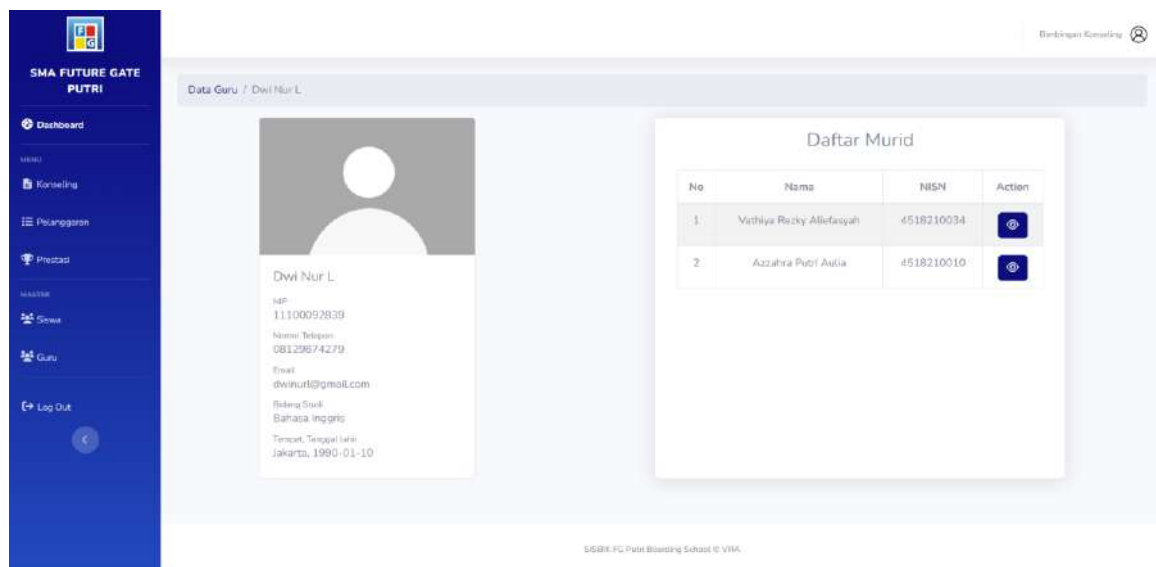 F
G
SMA FUTURE GATE
PUTRI
Dashboard
MENU
Konseling
Pelanggaran
Prestasi
MASTER
Siswa
Guru
Log Out
Bimbingan Konseling
Data Guru / Dwi Nur L
Dwi Nur L
NIP
11100092839
Nomor Telepon
08129674279
Email
dwinurl@gmail.com
Bidang Studi
Bahasa Inggris
Tempat, Tanggal lahir
Jakarta, 1990-01-10
Daftar Murid
No Nama NISN Action
1 Vathiya Rezky Aliefasyah 4518210034
2 Azzahra Putri Aulia 4518210010
FG Putri Boarding School © VRA